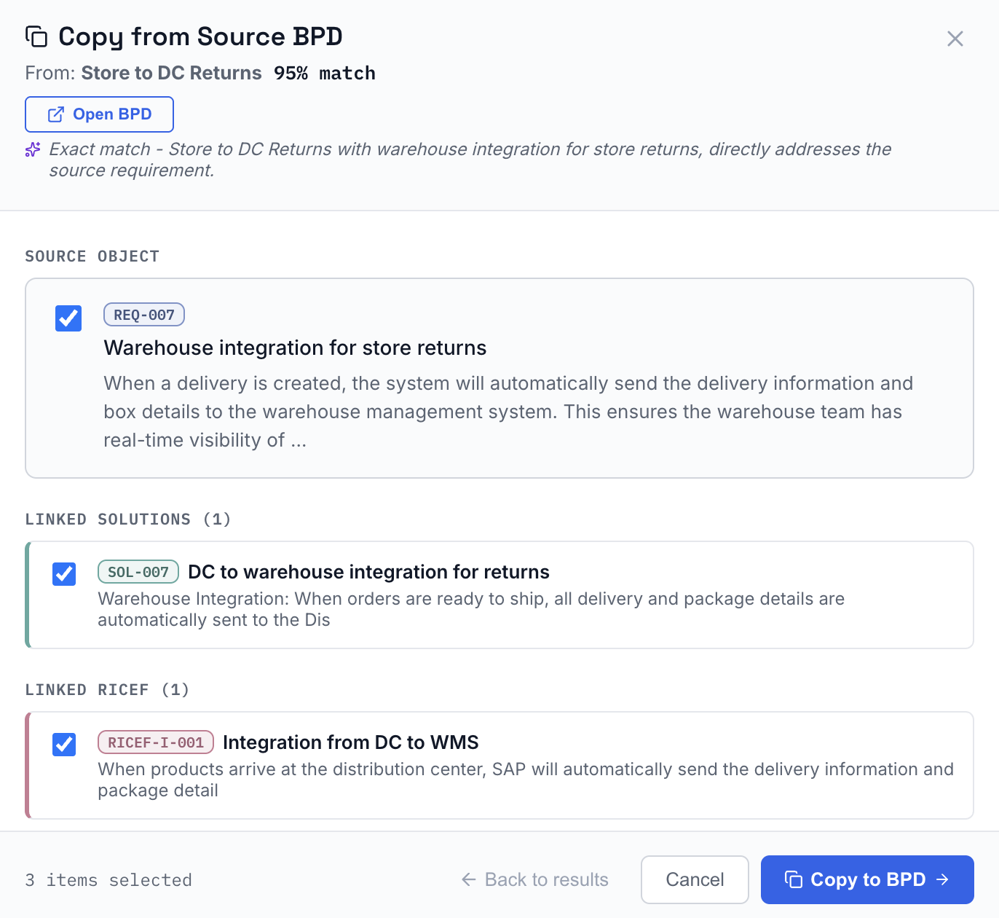 Copy from Source BPD
From: Store to DC Returns 95% match
Open BPD
Exact match - Store to DC Returns with warehouse integration for store returns, directly addresses the
source requirement.
SOURCE OBJECT
REQ-007
Warehouse integration for store returns
When a delivery is created, the system will automatically send the delivery information and
box details to the warehouse management system. This ensures the warehouse team has
real-time visibility of ...
LINKED SOLUTIONS (1)
SOL-007 DC to warehouse integration for returns
Warehouse Integration: When orders are ready to ship, all delivery and package details are
automatically sent to the Dis
LINKED RICEF (1)
RICEF-I-001 Integration from DC to WMS
When products arrive at the distribution center, SAP will automatically send the delivery information and
package detail
3 items selected
← Back to results
Cancel
Copy to BPD →